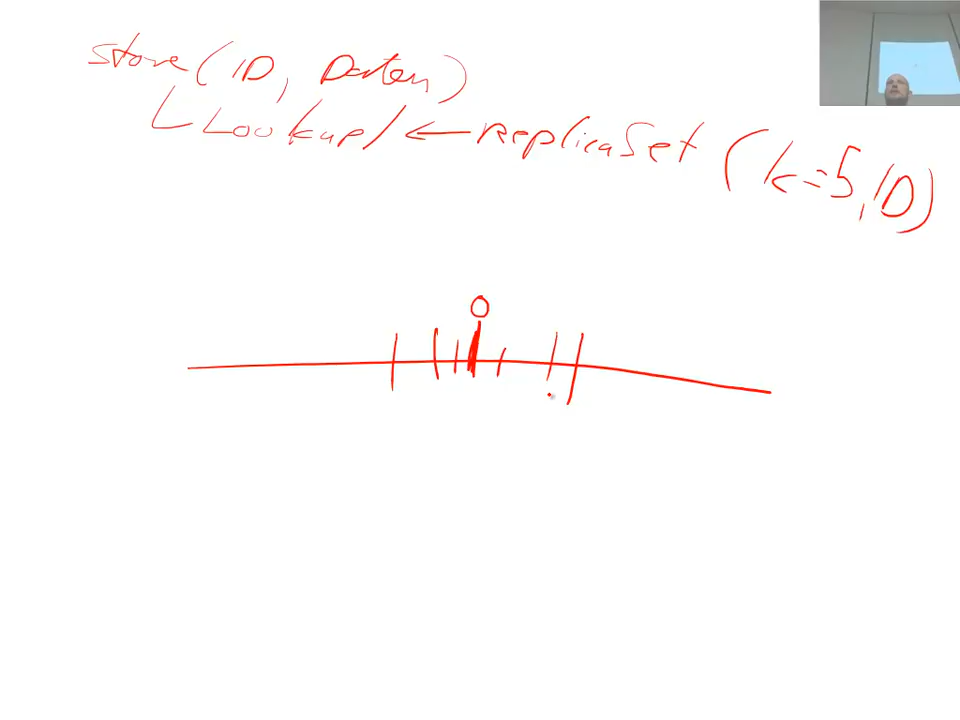 store(ID, Daten)
Lookup/ ← ReplicaSet (k=5, ID)